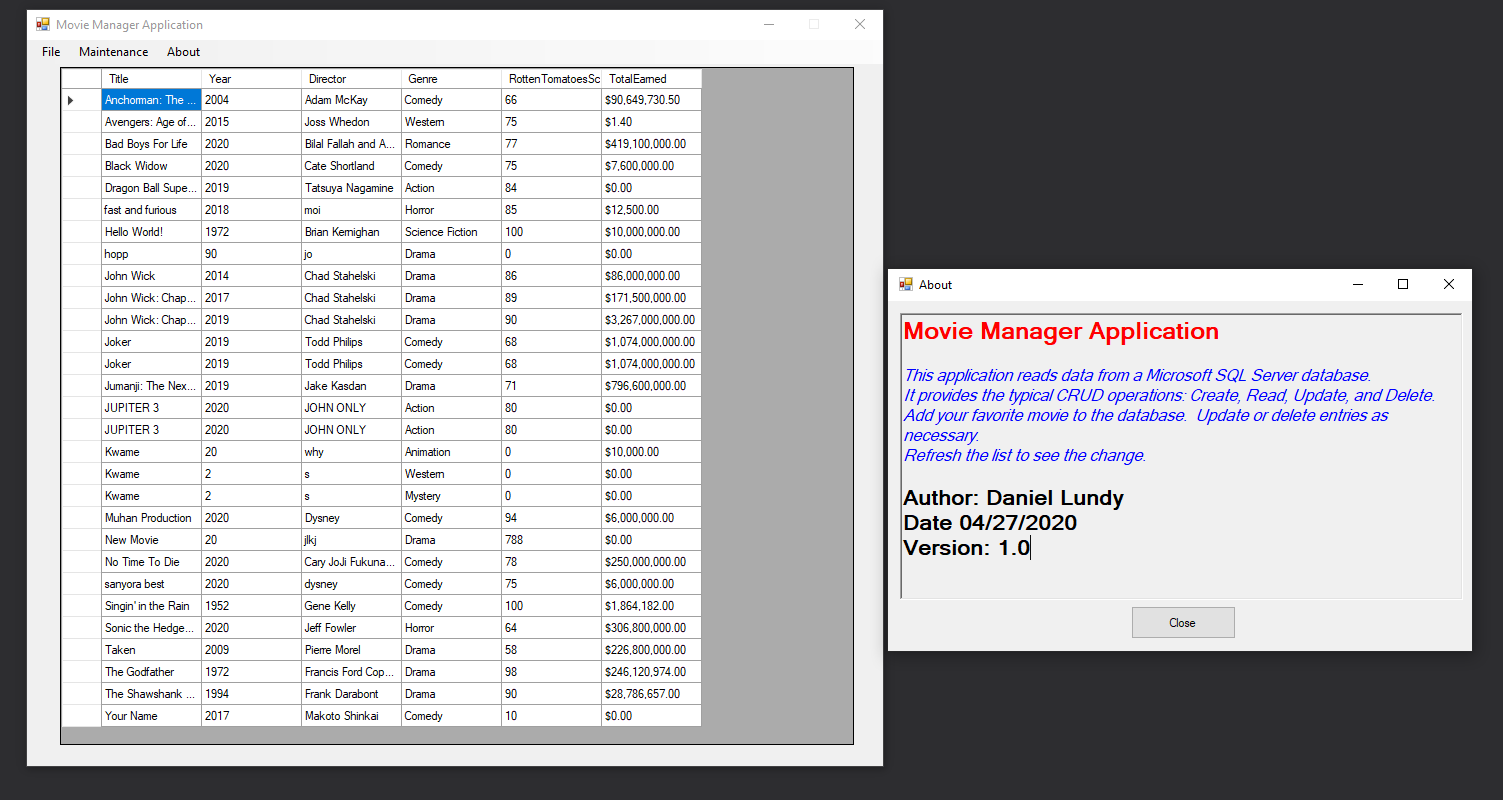 Movie Manager Application
File Maintenance About
Title Year Director Genre RottenTomatoesSc TotalEarned
Anchorman: The ... 2004 Adam McKay Comedy 66 $90,649,730.50
Avengers: Age of... 2015 Joss Whedon Western 75 $1.40
Bad Boys For Life 2020 Bilal Fallah and A... Romance 77 $419,100,000.00
Black Widow 2020 Cate Shortland Comedy 75 $7,600,000.00
Dragon Ball Supe... 2019 Tatsuya Nagamine Action 84 $0.00
fast and furious 2018 moi Horror 85 $12,500.00
Hello World! 1972 Brian Kernighan Science Fiction 100 $10,000,000.00
hopp 90 jo Drama 0 $0.00
John Wick 2014 Chad Stahelski Drama 86 $86,000,000.00
John Wick: Chap... 2017 Chad Stahelski Drama 89 $171,500,000.00
John Wick: Chap... 2019 Chad Stahelski Drama 90 $3,267,000,000.00
Joker 2019 Todd Philips Comedy 68 $1,074,000,000.00
Joker 2019 Todd Philips Comedy 68 $1,074,000,000.00
Jumanji: The Nex... 2019 Jake Kasdan Drama 71 $796,600,000.00
JUPITER 3 2020 JOHN ONLY Action 80 $0.00
JUPITER 3 2020 JOHN ONLY Action 80 $0.00
Kwame 20 why Animation 0 $10,000.00
Kwame 2 s Western 0 $0.00
Kwame 2 s Mystery 0 $0.00
Muhan Production 2020 Dysney Comedy 94 $6,000,000.00
New Movie 20 jlkj Drama 788 $0.00
No Time To Die 2020 Cary JoJi Fukuna... Comedy 78 $250,000,000.00
sanyora best 2020 dysney Comedy 75 $6,000,000.00
Singin' in the Rain 1952 Gene Kelly Comedy 100 $1,864,182.00
Sonic the Hedge... 2020 Jeff Fowler Horror 64 $306,800,000.00
Taken 2009 Pierre Morel Drama 58 $226,800,000.00
The Godfather 1972 Francis Ford Cop... Drama 98 $246,120,974.00
The Shawshank ... 1994 Frank Darabont Drama 90 $28,786,657.00
Your Name 2017 Makoto Shinkai Comedy 10 $0.00
About
Movie Manager Application
This application reads data from a Microsoft SQL Server database.
It provides the typical CRUD operations: Create, Read, Update, and Delete.
Add your favorite movie to the database.  Update or delete entries as
necessary.
Refresh the list to see the change.
Author: Daniel Lundy
Date 04/27/2020
Version: 1.0
Close